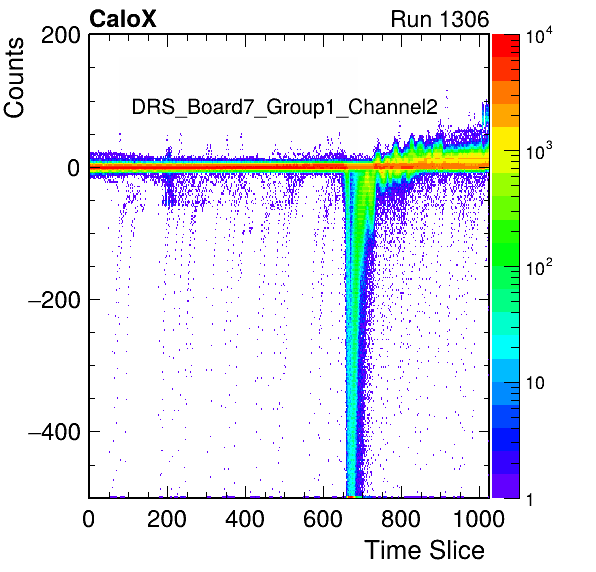 CaloX Run 1306
Counts
DRS_Board7_Group1_Channel2
200
0
−200
−400
0 200 400 600 800 1000
Time Slice
10⁴
10³
10²
10
1